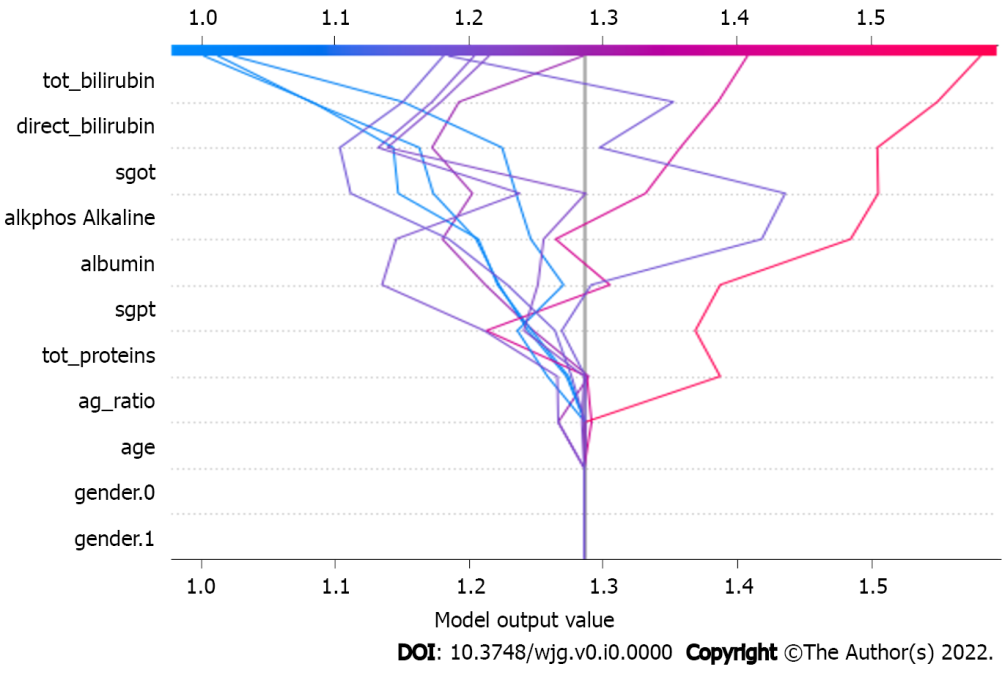 1.0 1.1 1.2 1.3 1.4 1.5
tot_bilirubin
direct_bilirubin
sgot
alkphos Alkaline
albumin
sgpt
tot_proteins
ag_ratio
age
gender.0
gender.1
1.0 1.1 1.2 1.3 1.4 1.5
Model output value
DOI: 10.3748/wjg.v0.i0.0000 Copyright ©The Author(s) 2022.